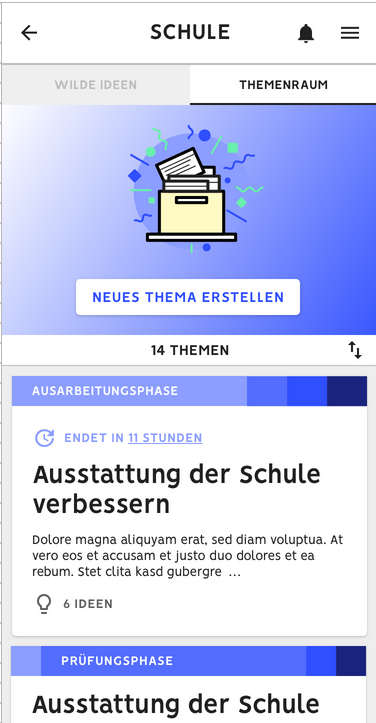 SCHULE
WILDE IDEEN
THEMENRAUM
NEUES THEMA ERSTELLEN
14 THEMEN
AUSARBEITUNGSPHASE
ENDET IN 11 STUNDEN
Ausstattung der Schule
verbessern
Dolore magna aliquyam erat, sed diam voluptua. At
vero eos et accusam et justo duo dolores et ea
rebum. Stet clita kasd gubergre ...
6 IDEEN
PRÜFUNGSPHASE
Ausstattung der Schule